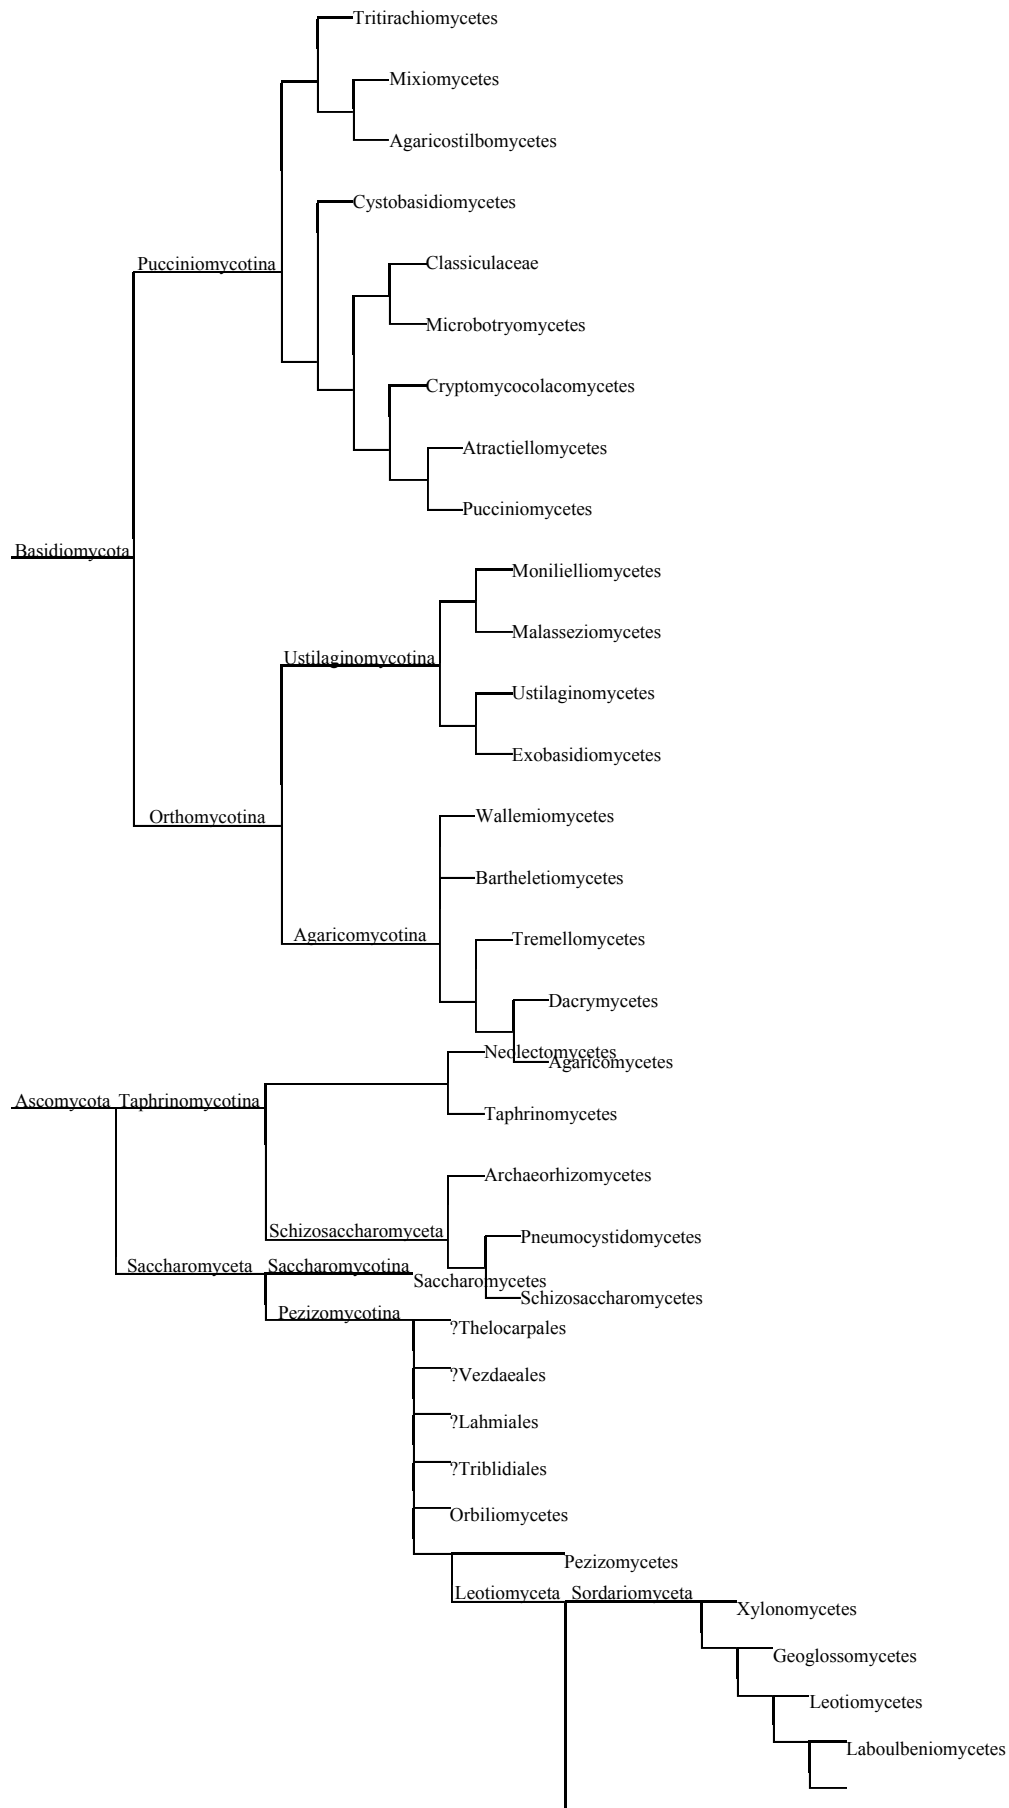 Tritirachiomycetes
Mixiomycetes
Agaricostilbomycetes
Cystobasidiomycetes
Pucciniomycotina
Classiculaceae
Microbotryomycetes
Cryptomycocolacomycetes
Atractiellomycetes
Pucciniomycetes
Basidiomycota
Monilielliomycetes
Malasseziomycetes
Ustilaginomycotina
Ustilaginomycetes
Exobasidiomycetes
Orthomycotina
Wallemiomycetes
Bartheletiomycetes
Agaricomycotina
Tremellomycetes
Dacrymycetes
Neolectomycetes
Agaricomycetes
Ascomycota Taphrinomycotina
Taphrinomycetes
Archaeorhizomycetes
Schizosaccharomyceta
Pneumocystidomycetes
Saccharomyceta Saccharomycotina
Saccharomycetes
Schizosaccharomycetes
Pezizomycotina
?Thelocarpales
?Vezdaeales
?Lahmiales
?Triblidiales
Orbiliomycetes
Pezizomycetes
Leotiomyceta Sordariomyceta
Xylonomycetes
Geoglossomycetes
Leotiomycetes
Laboulbeniomycetes